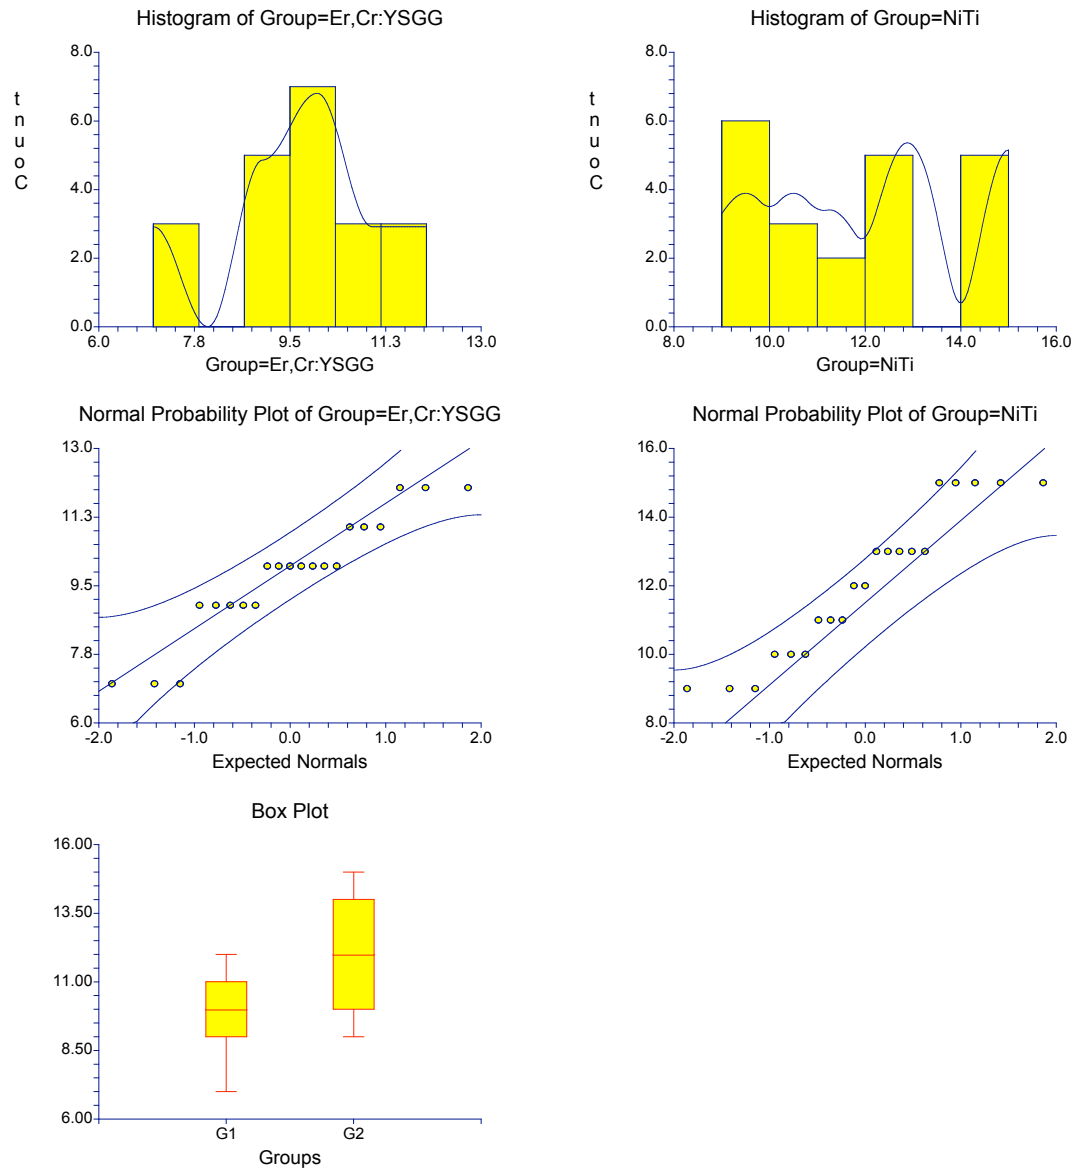 Histogram of Group=Er,Cr:YSGG
8.0
6.0
4.0
2.0
0.0
t
n
u
o
C
6.0 7.8 9.5 11.3 13.0
Group=Er,Cr:YSGG
Histogram of Group=NiTi
8.0
6.0
4.0
2.0
0.0
t
n
u
o
C
8.0 10.0 12.0 14.0 16.0
Group=NiTi
Normal Probability Plot of Group=Er,Cr:YSGG
13.0
11.3
9.5
7.8
6.0
-2.0 -1.0 0.0 1.0 2.0
Expected Normals
Normal Probability Plot of Group=NiTi
16.0
14.0
12.0
10.0
8.0
-2.0 -1.0 0.0 1.0 2.0
Expected Normals
Box Plot
16.00
13.50
11.00
8.50
6.00
G1 G2
Groups